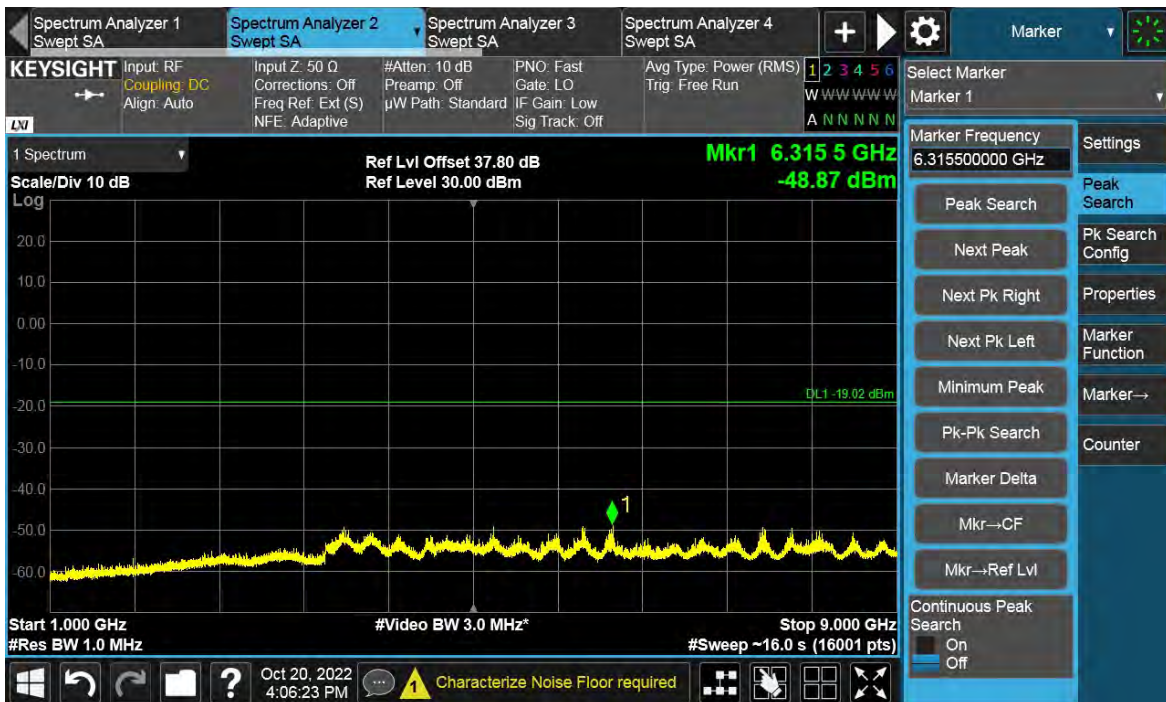 Spectrum Analyzer 1
Swept SA
Spectrum Analyzer 2
Swept SA
Spectrum Analyzer 3
Swept SA
Spectrum Analyzer 4
Swept SA
+
Marker
KEYSIGHT
LXI
Input: RF
Coupling: DC
Align: Auto
Input Z: 50 Ω
Corrections: Off
Freq Ref: Ext (S)
NFE: Adaptive
#Atten: 10 dB
Preamp: Off
µW Path: Standard
PNO: Fast
Gate: LO
IF Gain: Low
Sig Track: Off
Avg Type: Power (RMS)
Trig: Free Run
1 2 3 4 5 6
W W W W W W
A N N N N N
Select Marker
Marker 1
1 Spectrum
Scale/Div 10 dB
Log
Ref Lvl Offset 37.80 dB
Ref Level 30.00 dBm
Mkr1 6.315 5 GHz
-48.87 dBm
20.0
10.0
0.00
-10.0
-20.0
-30.0
-40.0
-50.0
-60.0
DL1 -19.02 dBm
1
Start 1.000 GHz
#Res BW 1.0 MHz
#Video BW 3.0 MHz*
Stop 9.000 GHz
#Sweep ~16.0 s (16001 pts)
Marker Frequency
6.315500000 GHz
Peak Search
Next Peak
Next Pk Right
Next Pk Left
Minimum Peak
Pk-Pk Search
Marker Delta
Mkr→CF
Mkr→Ref Lvl
Continuous Peak
Search
On
Off
Settings
Peak
Search
Pk Search
Config
Properties
Marker
Function
Marker→
Counter
?
Oct 20, 2022
4:06:23 PM
1
Characterize Noise Floor required